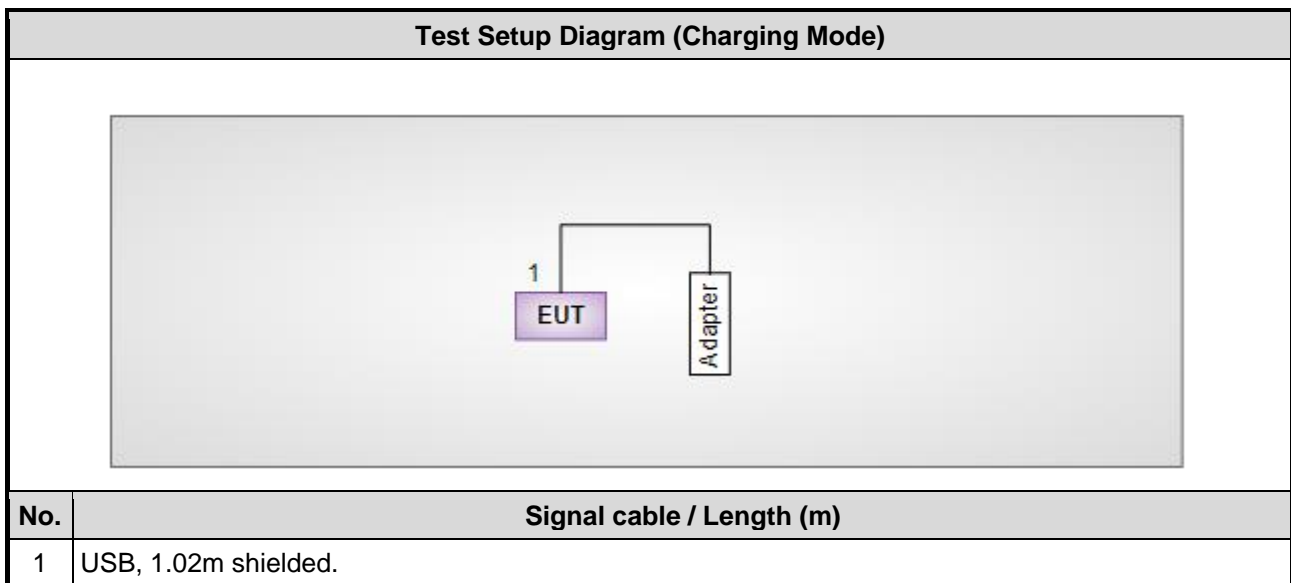 Test Setup Diagram (Charging Mode)
1
EUT
Adapter
No. Signal cable / Length (m)
1 USB, 1.02m shielded.